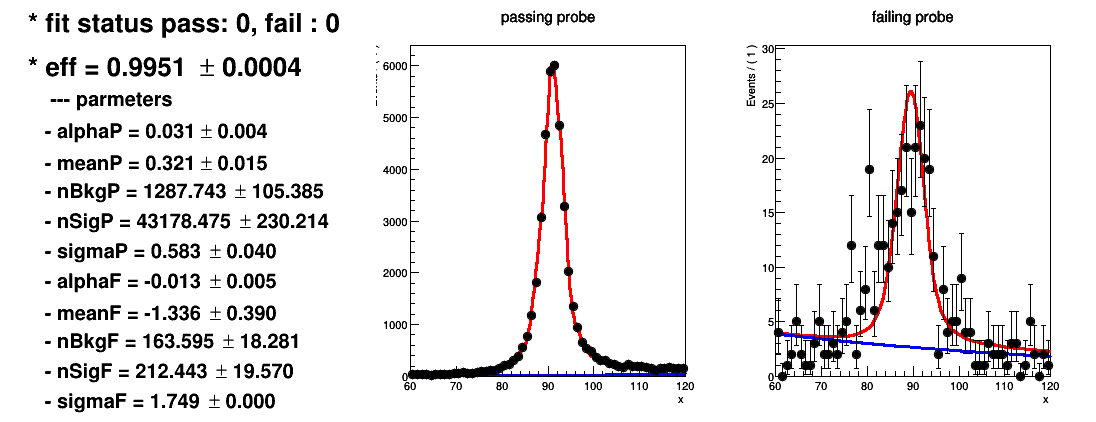 * fit status pass: 0, fail : 0
* eff = 0.9951 ± 0.0004
--- parmeters
- alphaP = 0.031 ± 0.004
- meanP = 0.321 ± 0.015
- nBkgP = 1287.743 ± 105.385
- nSigP = 43178.475 ± 230.214
- sigmaP = 0.583 ± 0.040
- alphaF = -0.013 ± 0.005
- meanF = -1.336 ± 0.390
- nBkgF = 163.595 ± 18.281
- nSigF = 212.443 ± 19.570
- sigmaF = 1.749 ± 0.000
passing probe
6000
5000
4000
3000
2000
1000
0
60 70 80 90 100 110 120
x
failing probe
Events / ( 1 )
30
25
20
15
10
5
0
60 70 80 90 100 110 120
x